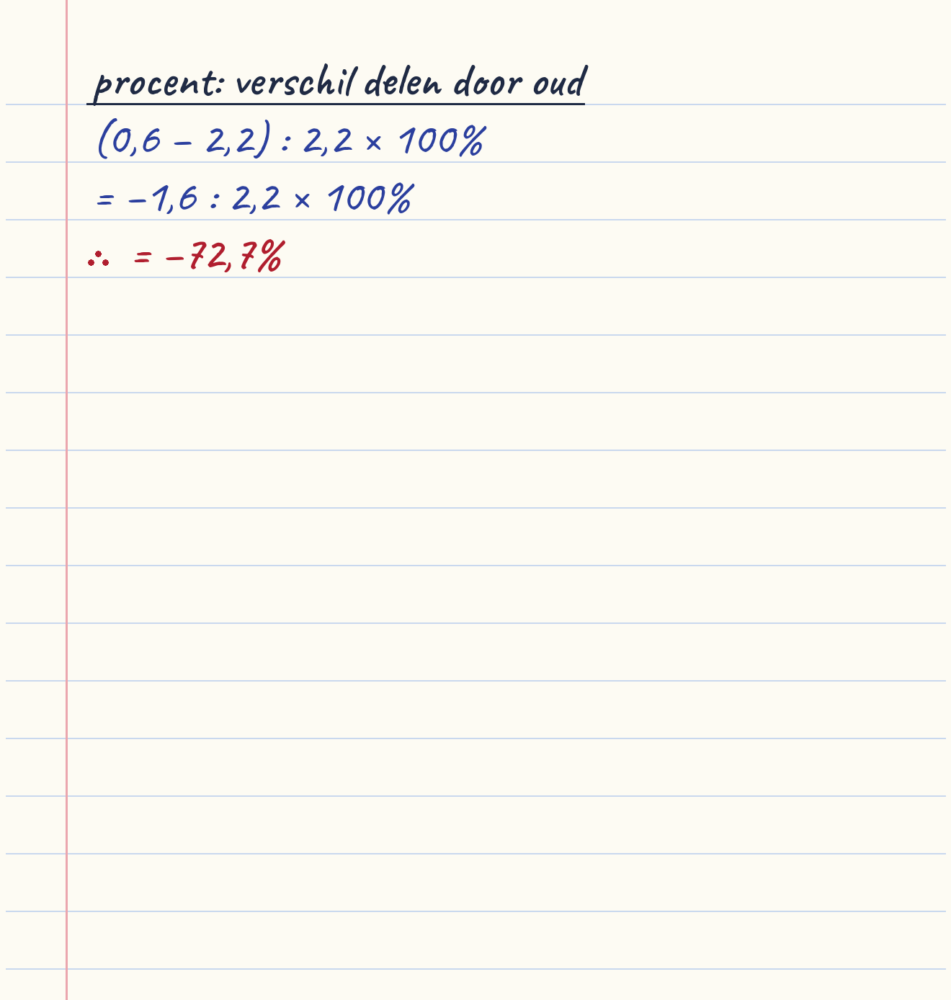 procent: verschil delen door oud
(0,6 – 2,2) : 2,2 × 100%
= –1,6 : 2,2 × 100%
∴ = –72,7%